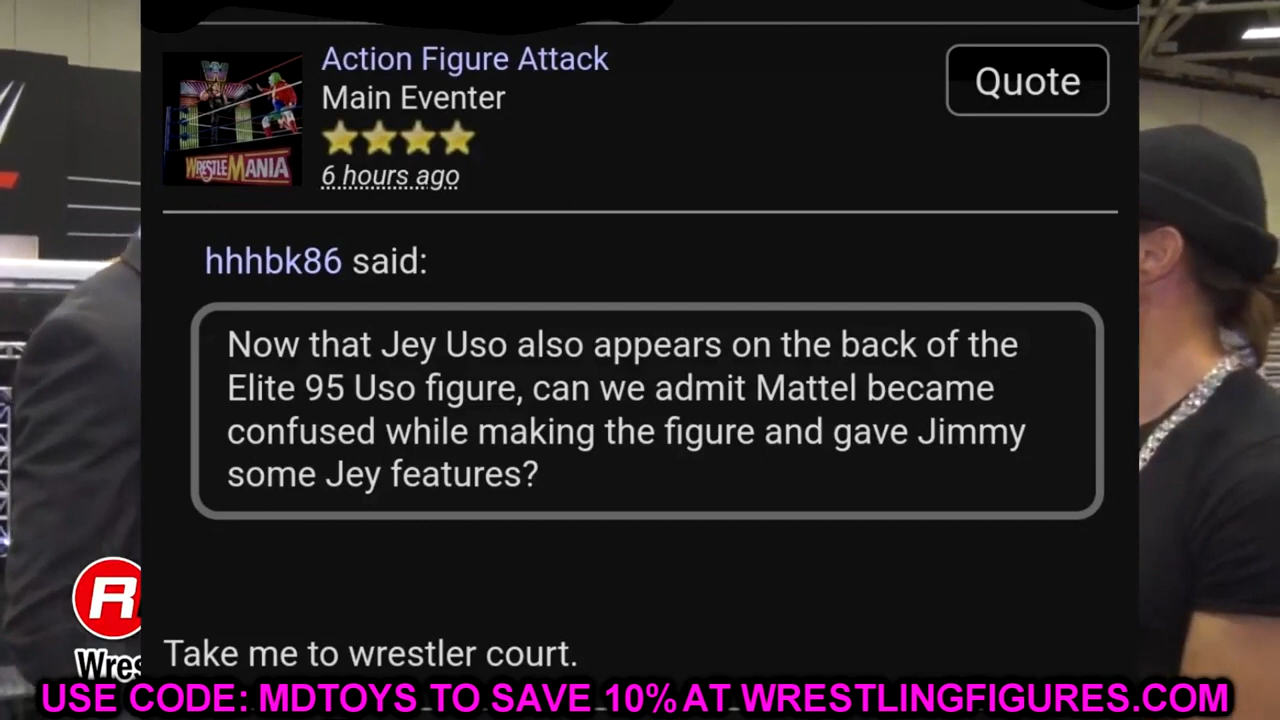 Action Figure Attack
Quote
Main Eventer
6 hours ago
WRESTLEMANIA
hhhbk86 said:
Now that Jey Uso also appears on the back of the
Elite 95 Uso figure, can we admit Mattel became
confused while making the figure and gave Jimmy
some Jey features?
Take me to wrestler court.
R
Wres
USE CODE: MDTOYS TO SAVE 10% AT WRESTLINGFIGURES.COM